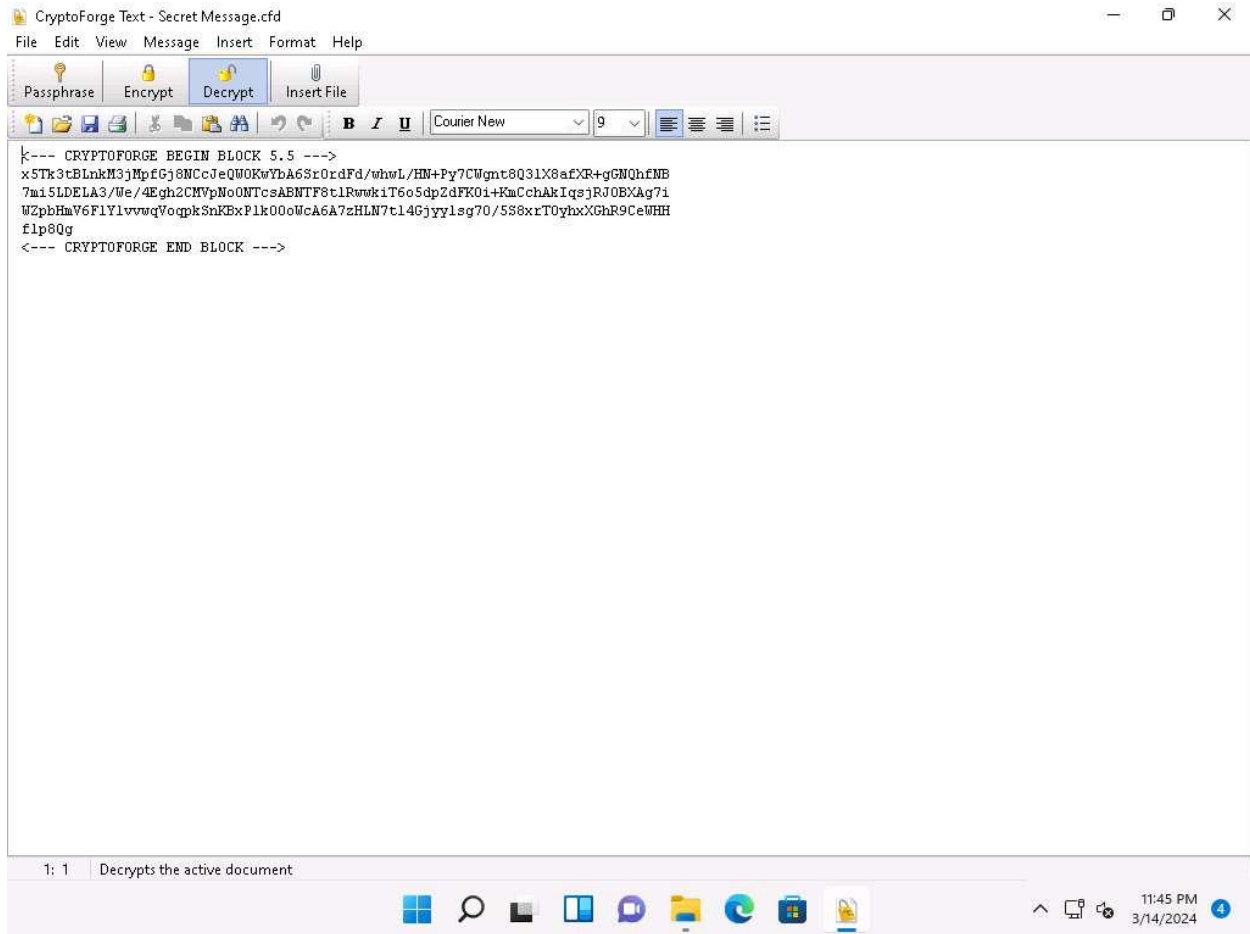 CryptoForge Text - Secret Message.cfd
File Edit View Message Insert Format Help
Passphrase Encrypt Decrypt Insert File
B I U Courier New 9
<--- CRYPTOFORGE BEGIN BLOCK 5.5 --->
x5Tk3tBLnkM3jMpfGj8NCcJeQW0KwYbA6Sr0rdFd/whwL/HN+Py7CWgnt8Q3lX8afXR+gGNQhfNB
7mi5LDELA3/We/4Egh2CMVpNo0NTcsABNTF8tlRwwkiT6o5dpZdFK0i+KmCchAkIqsjRJ0BXAg7i
WZpbHmV6FlYlvvwqVoqpkSnKBxPlk00oWcA6A7zHLN7tl4Gjyylsg70/5S8xrT0yhxXGhR9CeWHH
flp8Qg
<--- CRYPTOFORGE END BLOCK --->
1: 1 Decrypts the active document
11:45 PM
3/14/2024
4